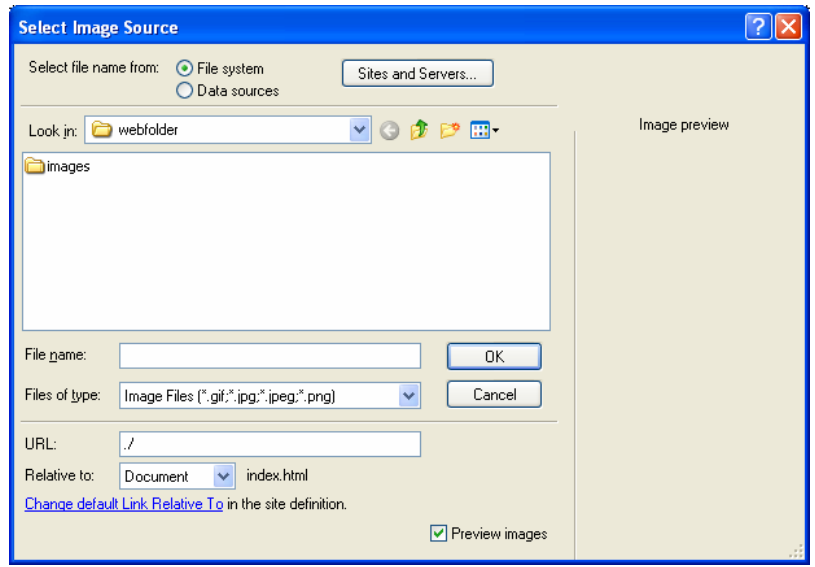 Select Image Source
Select file name from: File system Sites and Servers...
Data sources
Look in: webfolder Image preview
images
File name: OK
Files of type: Image Files (*.gif;*.jpg;*.jpeg;*.png) Cancel
URL: ./
Relative to: Document index.html
Change default Link Relative To in the site definition.
Preview images